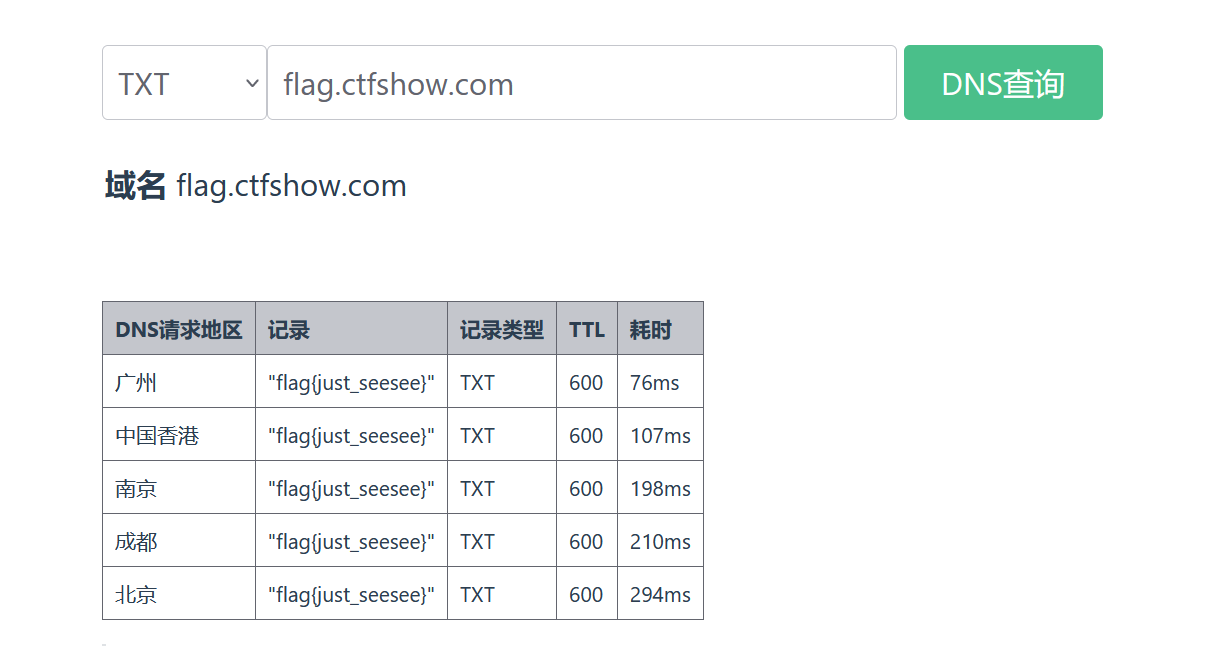 TXT flag.ctfshow.com DNS查询
域名 flag.ctfshow.com
DNS请求地区 记录 记录类型 TTL 耗时
广州 "flag{just_seesee}" TXT 600 76ms
中国香港 "flag{just_seesee}" TXT 600 107ms
南京 "flag{just_seesee}" TXT 600 198ms
成都 "flag{just_seesee}" TXT 600 210ms
北京 "flag{just_seesee}" TXT 600 294ms